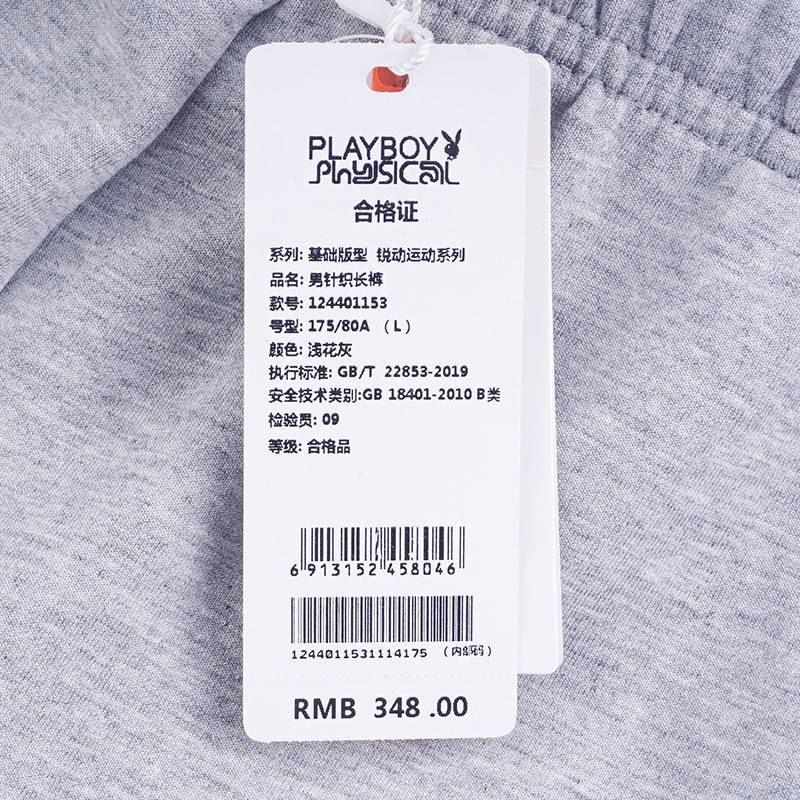 PLAYBOY
PhYSICAL
合格证
系列: 基础版型 锐动运动系列
品名: 男针织长裤
款号: 124401153
号型: 175/80A （L）
颜色: 浅花灰
执行标准: GB/T 22853-2019
安全技术类别:GB 18401-2010 B类
检验员: 09
等级: 合格品
6 913152 458046
1244011531114175 （内部码）
RMB 348 .00